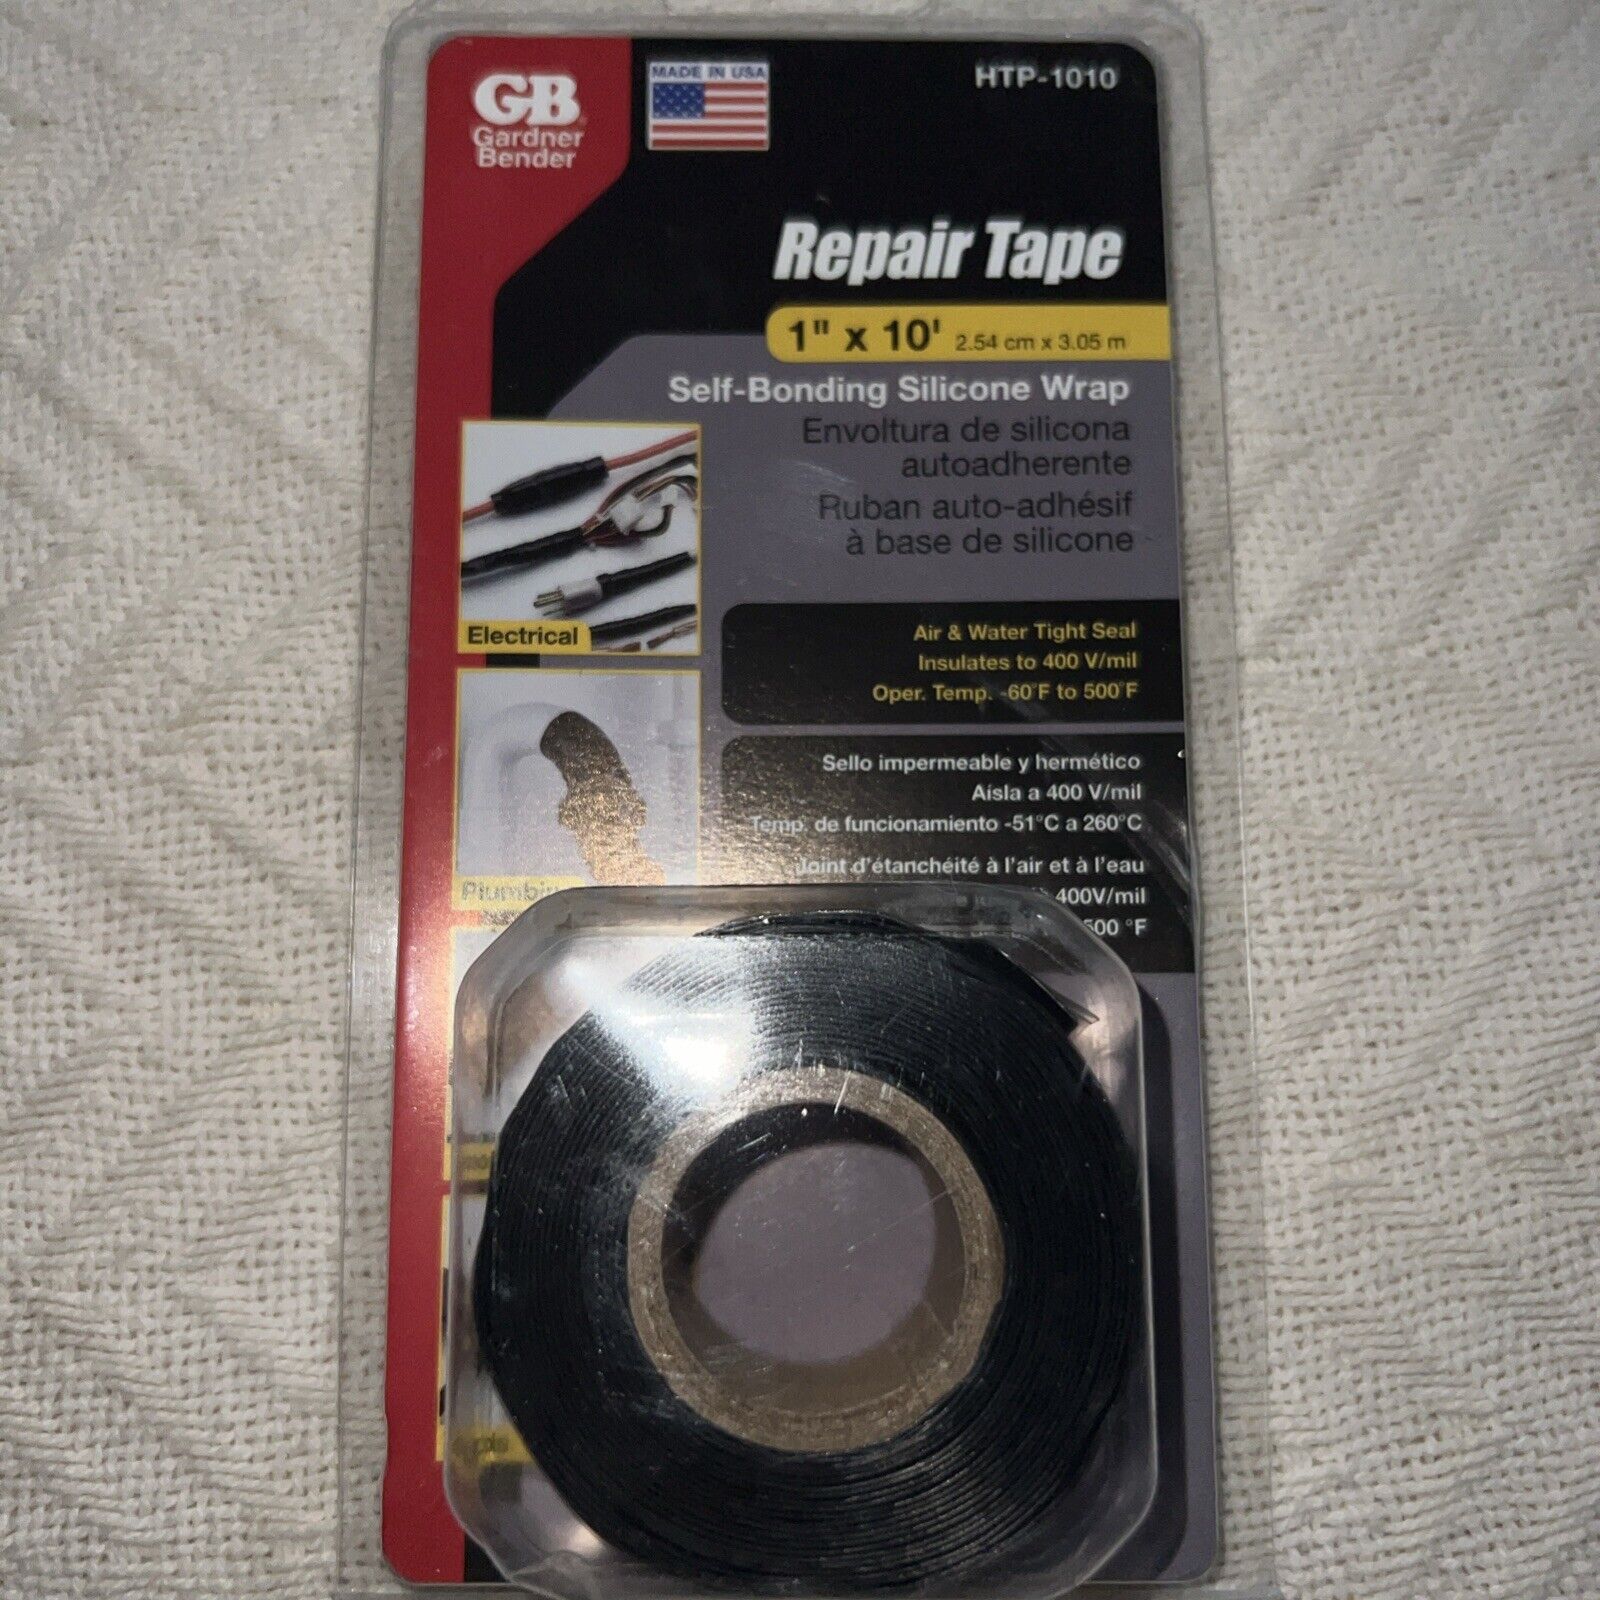 GB
Gardner
Bender
MADE IN USA
HTP-1010
Repair Tape
1" x 10' 2.54 cm x 3.05 m
Self-Bonding Silicone Wrap
Envoltura de silicona
autoadherente
Ruban auto-adhésif
à base de silicone
Electrical
Air & Water Tight Seal
Insulates to 400 V/mil
Oper. Temp. -60°F to 500°F
Sello impermeable y hermético
Aísla a 400 V/mil
Temp. de funcionamiento -51°C a 260°C
Joint d'étanchéité à l'air et à l'eau
400V/mil
500 °F